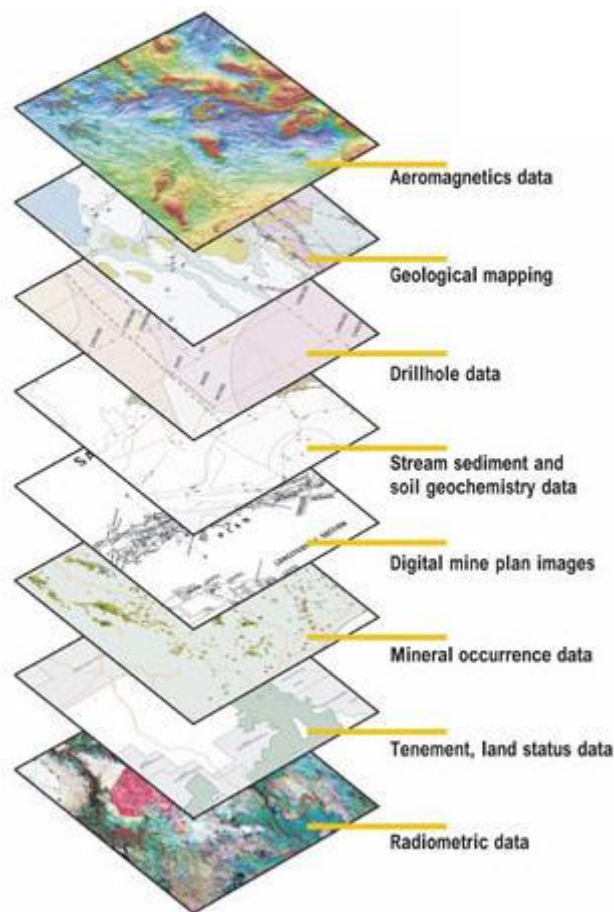 Aeromagnetics data
Geological mapping
Drillhole data
Stream sediment and
soil geochemistry data
Digital mine plan images
Mineral occurrence data
Tenement, land status data
Radiometric data